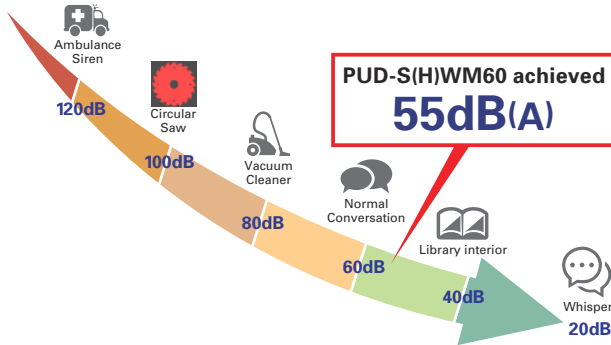 Ambulance
Siren
120dB
Circular
Saw
100dB
Vacuum
Cleaner
80dB
Normal
Conversation
60dB
PUD-S(H)WM60 achieved
55dB(A)
Library interior
40dB
Whisper
20dB